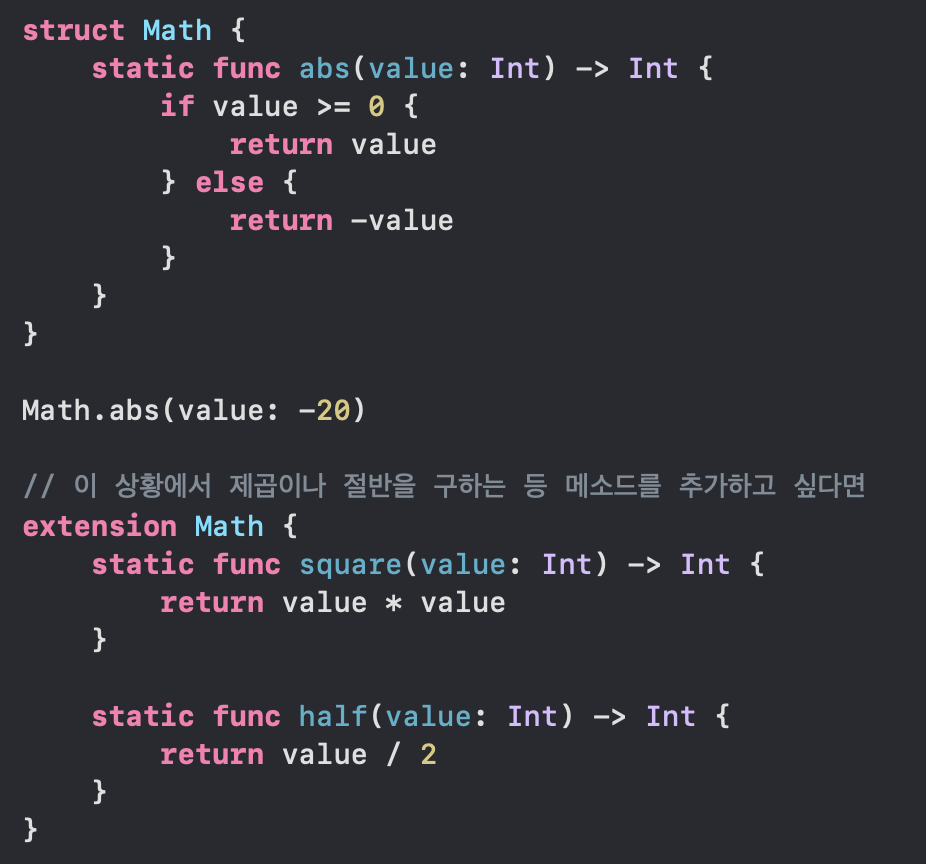 struct Math {
    static func abs(value: Int) -> Int {
        if value >= 0 {
            return value
        } else {
            return -value
        }
    }
}

Math.abs(value: -20)

// 이 상황에서 제곱이나 절반을 구하는 등 메소드를 추가하고 싶다면
extension Math {
    static func square(value: Int) -> Int {
        return value * value
    }

    static func half(value: Int) -> Int {
        return value / 2
    }
}